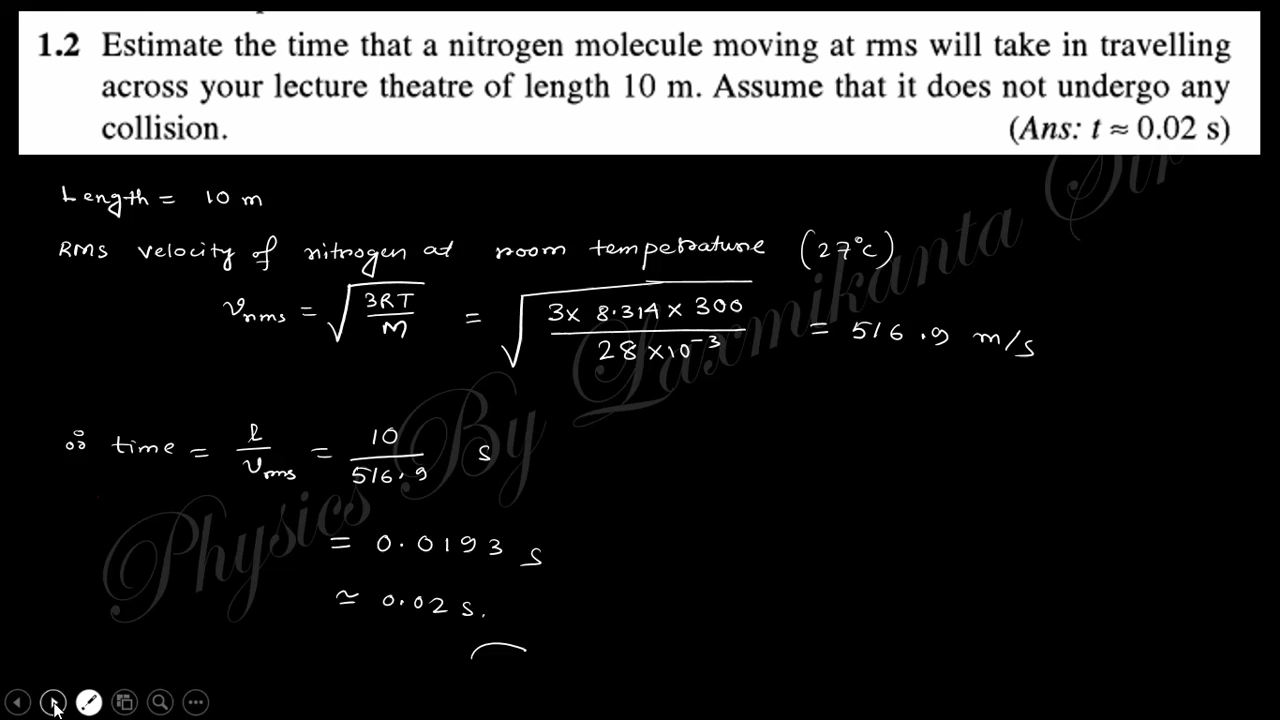 1.2 Estimate the time that a nitrogen molecule moving at rms will take in travelling
across your lecture theatre of length 10 m. Assume that it does not undergo any
collision. (Ans: t ≈ 0.02 s)
Length = 10 m
RMS velocity of nitrogen at room temperature (27°C)
v_rms = √(3RT/M) = √(3 × 8.314 × 300 / 28 × 10⁻³) = 516.9 m/s
∴ time = l/v_rms = 10/516.9 s
= 0.0193 s
≃ 0.02 s.
Physics By Laxmikanta